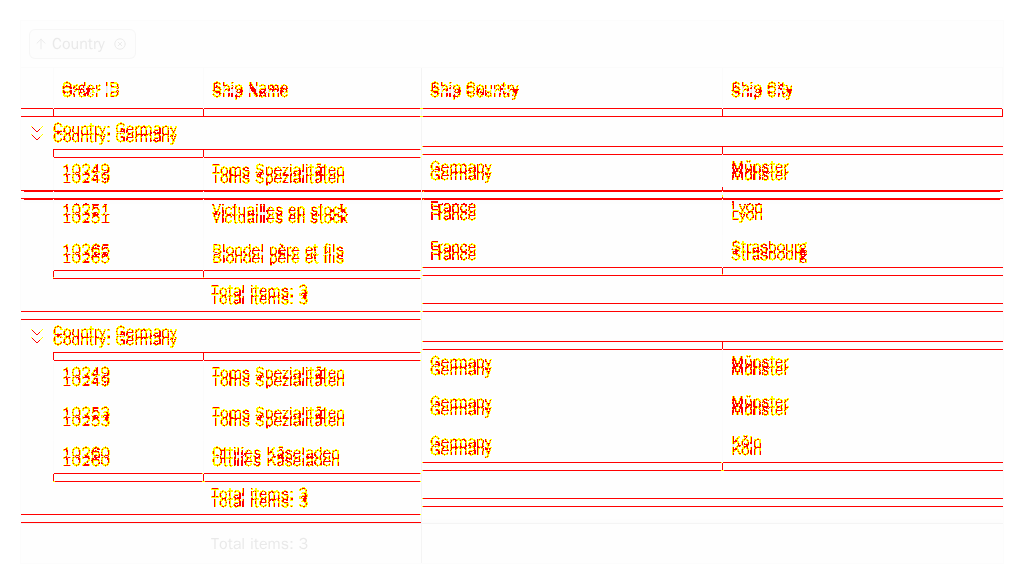 Country
Order ID Ship Name Ship Country Ship City
Country: Germany
10249 Toms Spezialitäten Germany Münster
10251 Victuailles en stock France Lyon
10265 Blondel père et fils France Strasbourg
Total items: 3
Country: Germany
10249 Toms Spezialitäten Germany Münster
10253 Toms Spezialitäten Germany Münster
10260 Ottilies Käseladen Germany Köln
Total items: 3
Total items: 3